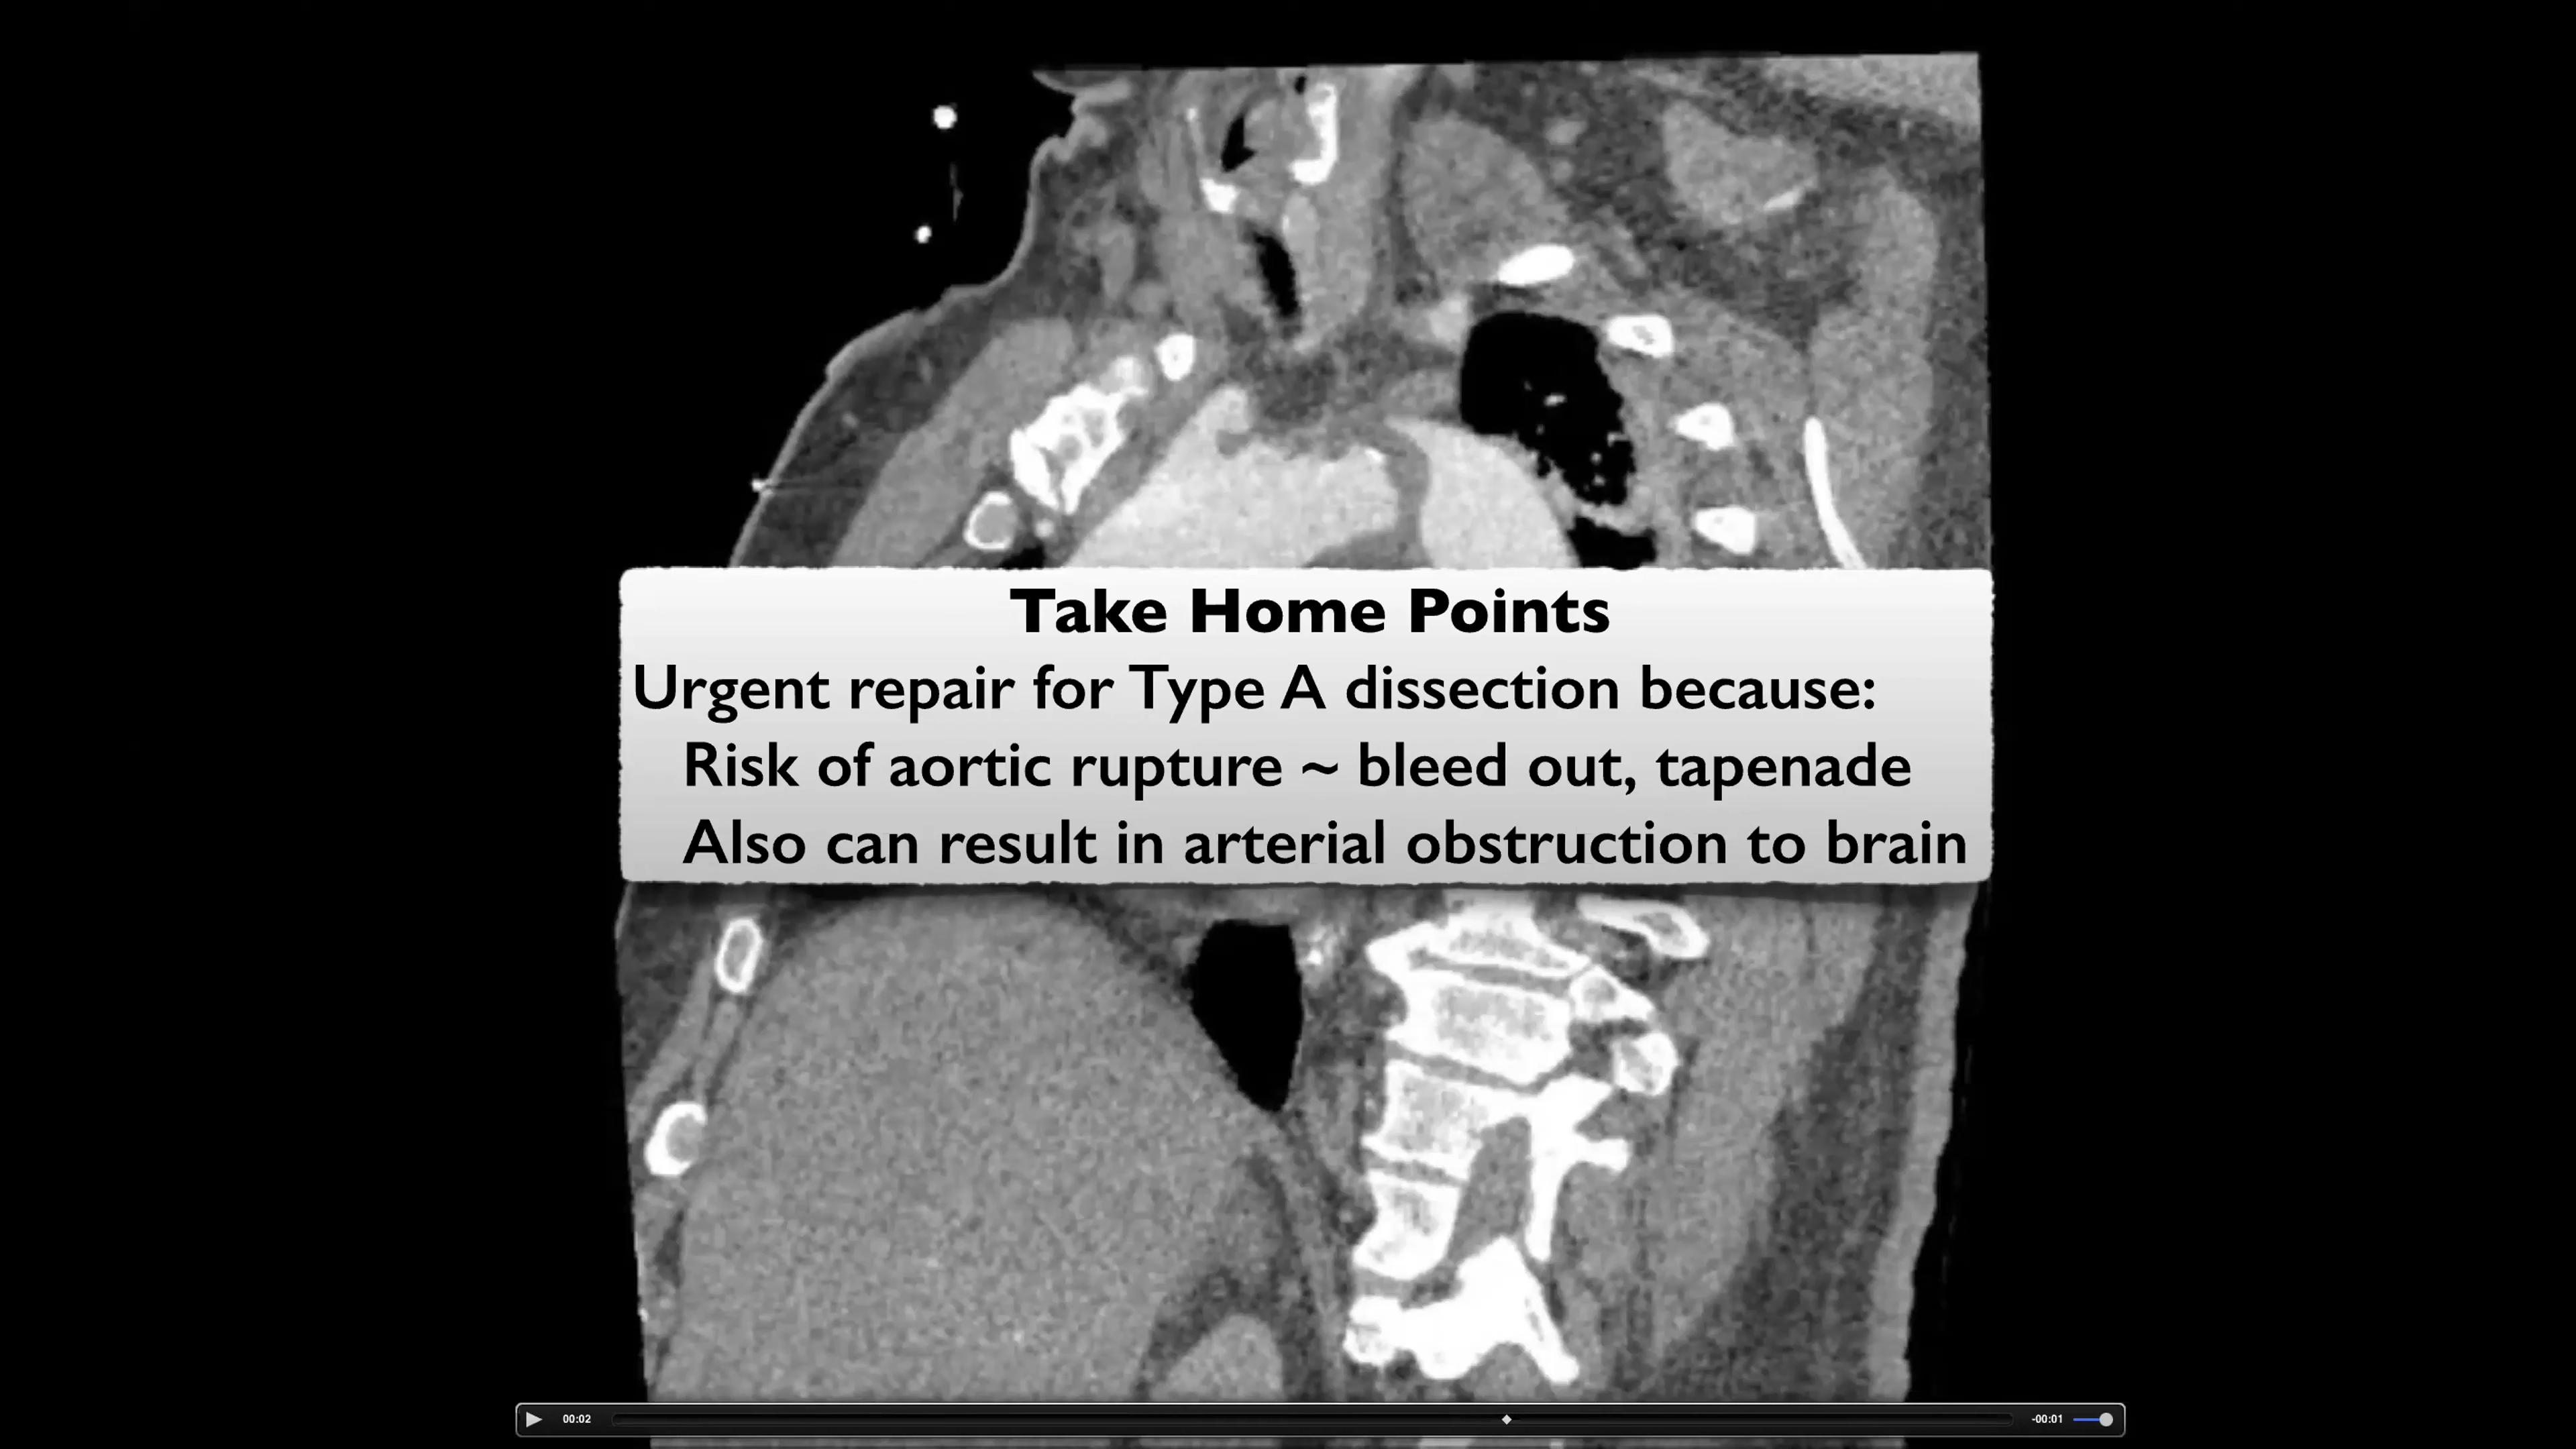 Take Home Points
Urgent repair for Type A dissection because:
Risk of aortic rupture ~ bleed out, tapenade
Also can result in arterial obstruction to brain
00:02
-00:01